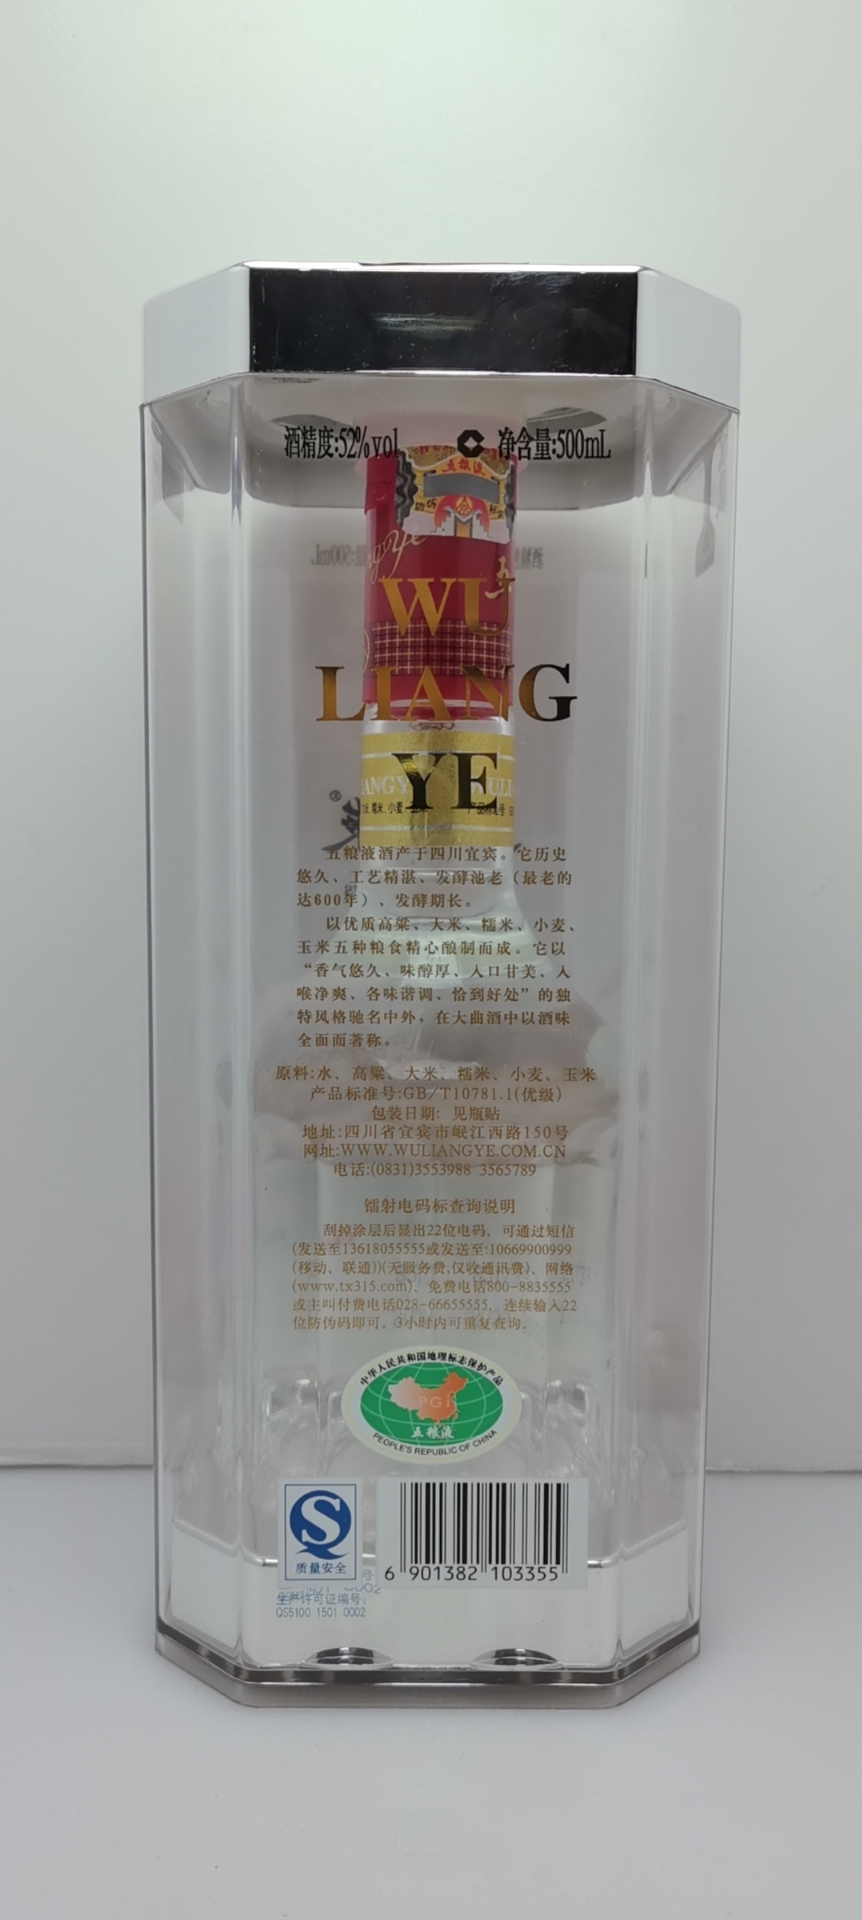 酒精度:52%vol 净含量:500mL
五粮液
WU
LIANG
YE
五粮液酒产于四川宜宾。它历史
悠久、工艺精湛、发酵池老（最老的
达600年）、发酵期长。
以优质高粱、大米、糯米、小麦、
玉米五种粮食精心酿制而成。它以
“香气悠久、味醇厚、入口甘美、入
喉净爽、各味谐调、恰到好处”的独
特风格驰名中外，在大曲酒中以酒味
全面而著称。
原料:水、高粱、大米、糯米、小麦、玉米
产品标准号:GB/T10781.1(优级)
包装日期: 见瓶贴
地址:四川省宜宾市岷江西路150号
网址:WWW.WULIANGYE.COM.CN
电话:(0831)3553988 3565789
镭射电码标查询说明
刮掉涂层后显出22位电码，可通过短信
(发送至13618055555或发送至:10669900999
(移动、联通))(无服务费,仅收通讯费)、网络
(www.tx315.com)、免费电话800-8835555
或主叫付费电话028-66655555，连续输入22
位防伪码即可。3小时内可重复查询。
中华人民共和国地理标志保护产品
PGI
五粮液
PEOPLE'S REPUBLIC OF CHINA
质量安全
6 901382 103355
生产许可证编号:
QS5100 1501 0002